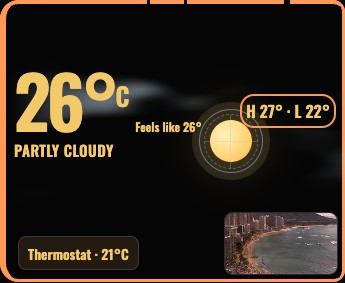 26°C
Feels like 26°
H 27° · L 22°
PARTLY CLOUDY
Thermostat · 21°C